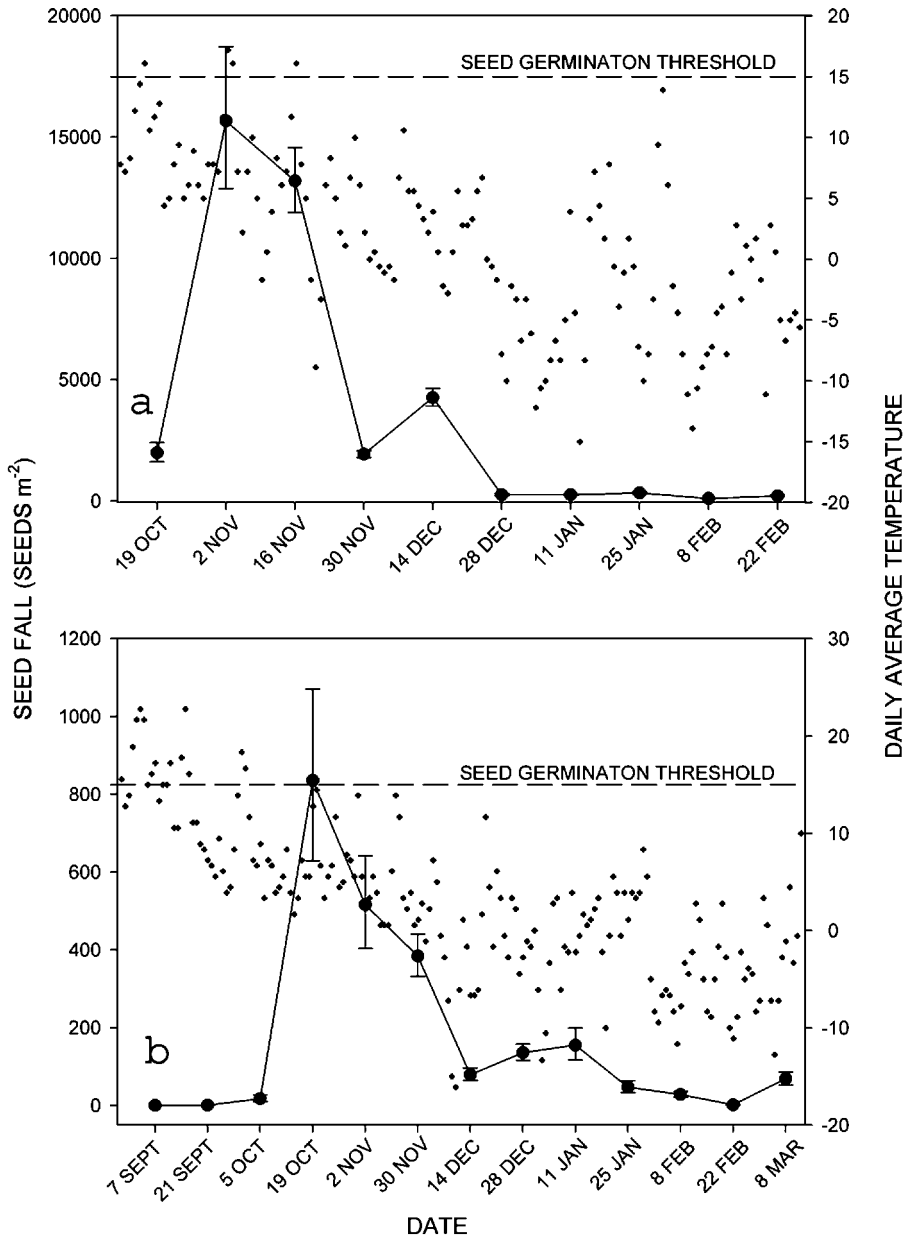 20000
15000
10000
5000
0
20
15
10
5
0
-5
-10
-15
-20
SEED GERMINATON THRESHOLD
a
19 OCT
2 NOV
16 NOV
30 NOV
14 DEC
28 DEC
11 JAN
25 JAN
8 FEB
22 FEB
SEED FALL (SEEDS m-2)
DAILY AVERAGE TEMPERATURE
1200
1000
800
600
400
200
0
30
20
10
0
-10
-20
SEED GERMINATON THRESHOLD
b
7 SEPT
21 SEPT
5 OCT
19 OCT
2 NOV
30 NOV
14 DEC
28 DEC
11 JAN
25 JAN
8 FEB
22 FEB
8 MAR
DATE